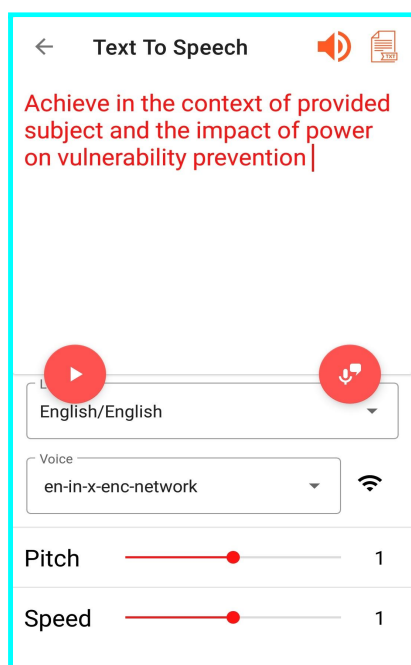 Text To Speech
TXT
Achieve in the context of provided
subject and the impact of power
on vulnerability prevention
English/English
Voice
en-in-x-enc-network
Pitch 1
Speed 1